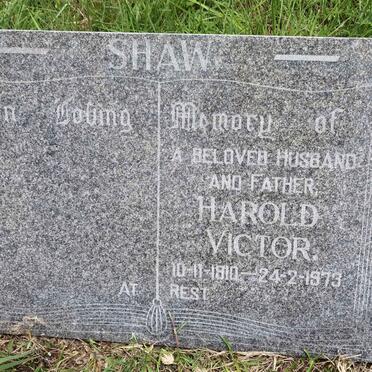 SHAW.
n Loving Memory of
A BELOVED HUSBAND
AND FATHER,
HAROLD
VICTOR.
10-11-1910.—24-2-1973
AT REST